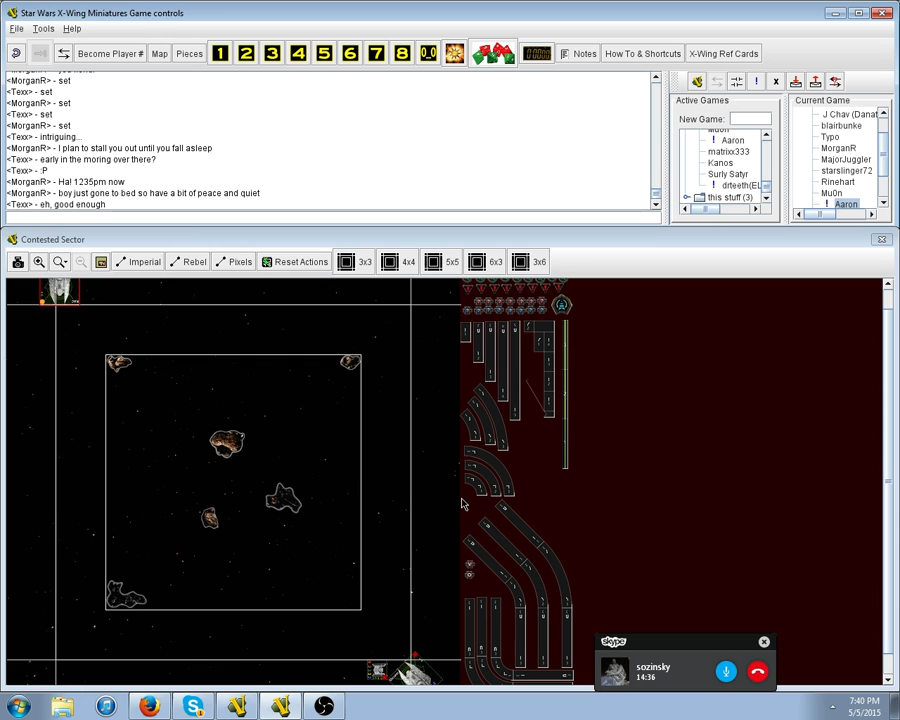 Star Wars X-Wing Miniatures Game controls
File Tools Help
Become Player # Map Pieces 1 2 3 4 5 6 7 8 0_0 Notes How To & Shortcuts X-Wing Ref Cards
<MorganR> - set
<Texx> - set
<MorganR> - set
<Texx> - set
<MorganR> - set
<Texx> - intriguing...
<MorganR> - I plan to stall you out until you fall asleep
<Texx> - early in the moring over there?
<Texx> - :P
<MorganR> - Ha! 1235pm now
<MorganR> - boy just gone to bed so have a bit of peace and quiet
<Texx> - eh, good enough
! x
Active Games
New Game:
Mu0n
! Aaron
matrixx333
Kanos
Surly Satyr
! drteeth(EL
this stuff (3)
Current Game
J Chav (Danat
blairbunke
Typo
MorganR
MajorJuggler
starslinger72
Rinehart
Mu0n
! Aaron
Contested Sector
Imperial Rebel Pixels Reset Actions 3x3 4x4 5x5 6x3 3x6
skype
sozinsky
14:36
7:40 PM
5/5/2015